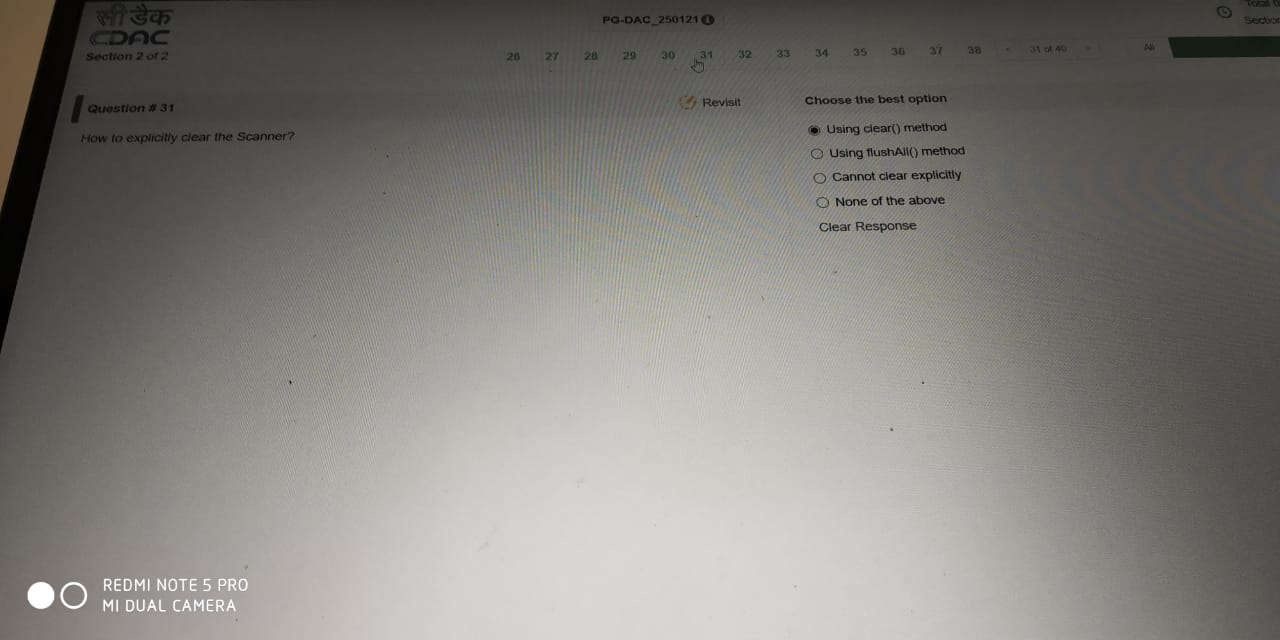 सी डैक
CDAC
Section 2 of 2
PG-DAC_250121
Total
Section
26 27 28 29 30 31 32 33 34 35 36 37 38 < 31 of 40 > All
Question # 31
Revisit
How to explicitly clear the Scanner?
Choose the best option
Using clear() method
Using flushAll() method
Cannot clear explicitly
None of the above
Clear Response
REDMI NOTE 5 PRO
MI DUAL CAMERA